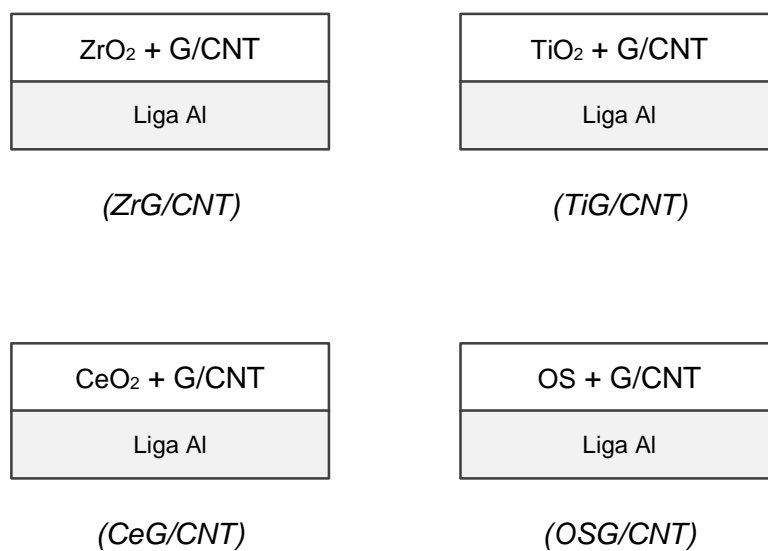 ZrO₂ + G/CNT
Liga Al
(ZrG/CNT)
TiO₂ + G/CNT
Liga Al
(TiG/CNT)
CeO₂ + G/CNT
Liga Al
(CeG/CNT)
OS + G/CNT
Liga Al
(OSG/CNT)